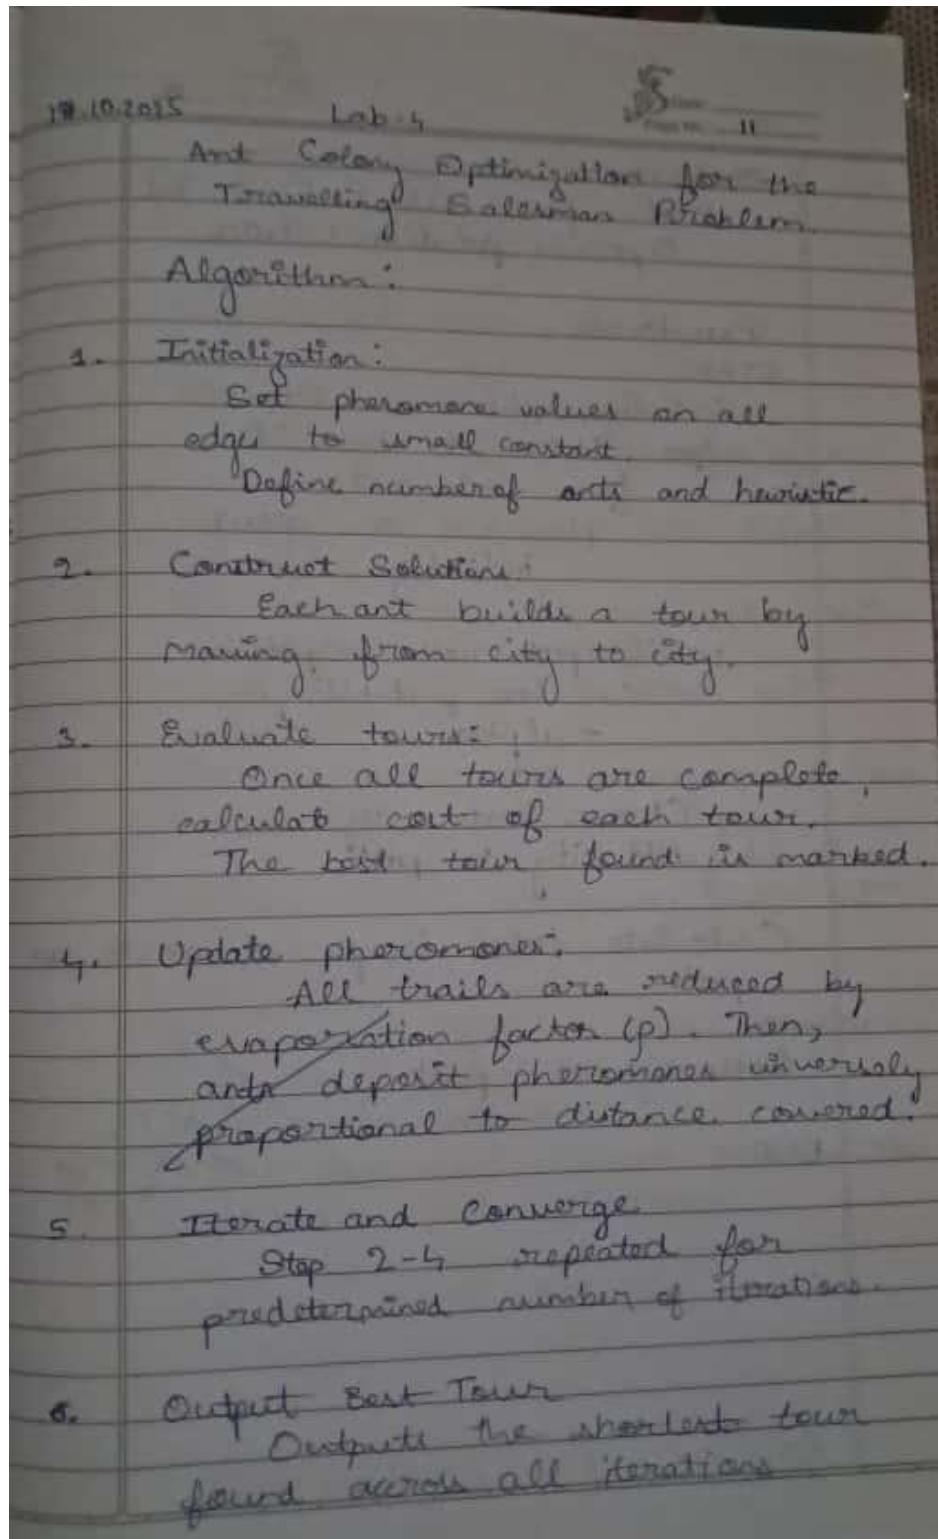 17.10.2025 Lab-4
11
Ant Colony Optimization for the
Travelling Salesman Problem.
Algorithm:
1. Initialization:
Set pheromone values on all
edge to small constant.
Define number of ants and heuristic.
2. Construct Solutions:
Each ant builds a tour by
moving from city to city.
3. Evaluate tours:
Once all tours are complete,
calculate cost of each tour.
The best tour found is marked.
4. Update pheromones:
All trails are reduced by
evaporation factor (ρ). Then,
ants deposit pheromones inversely
proportional to distance covered.
5. Iterate and Converge
Step 2-4 repeated for
predetermined number of iterations.
6. Output Best Tour
Outputs the shortest tour
found accross all iterations